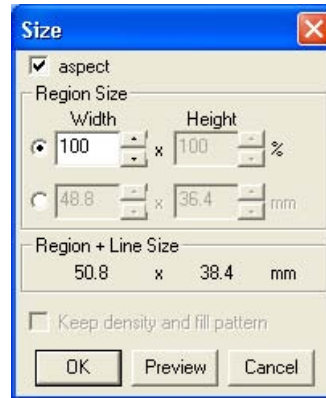 Size
aspect
Region Size
Width Height
100 x 100 %
48.8 x 36.4 mm
Region + Line Size
50.8 x 38.4 mm
Keep density and fill pattern
OK Preview Cancel